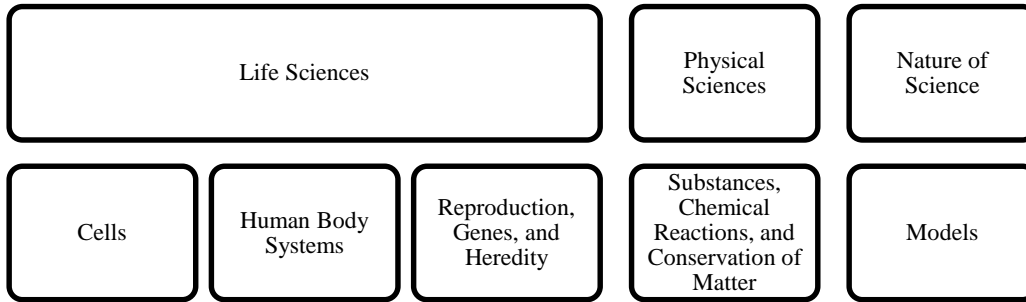 Life Sciences
Physical
Sciences
Nature of
Science
Cells
Human Body
Systems
Reproduction,
Genes, and
Heredity
Substances,
Chemical
Reactions, and
Conservation of
Matter
Models